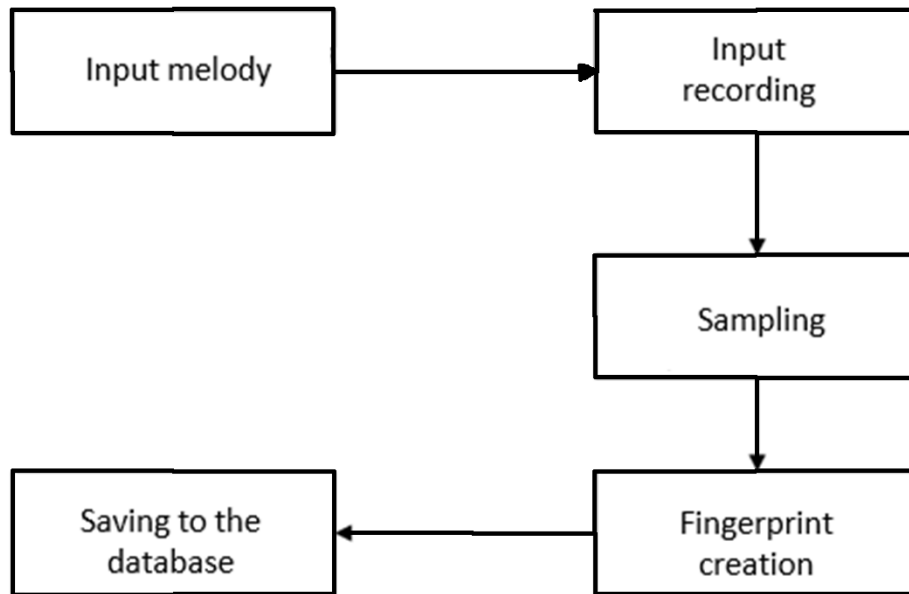 Input melody
Input
recording
Sampling
Fingerprint
creation
Saving to the
database